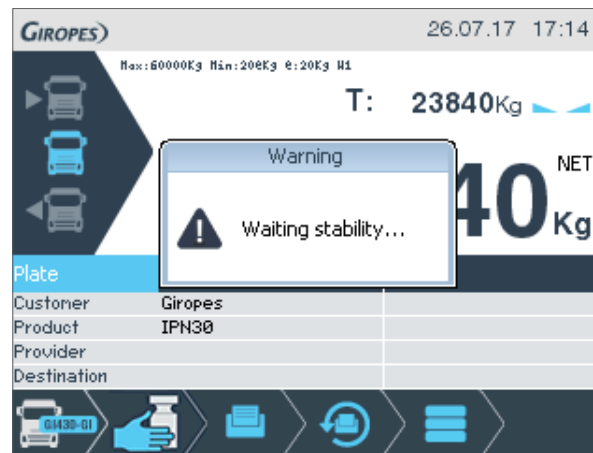 GIROPES)
26.07.17 17:14
Max:60000Kg Min:20eKg e:20Kg W1
T: 23840Kg
Warning
NET
Waiting stability...
40
Kg
Plate
Customer Giropes
Product IPN30
Provider
Destination
GI430-GI